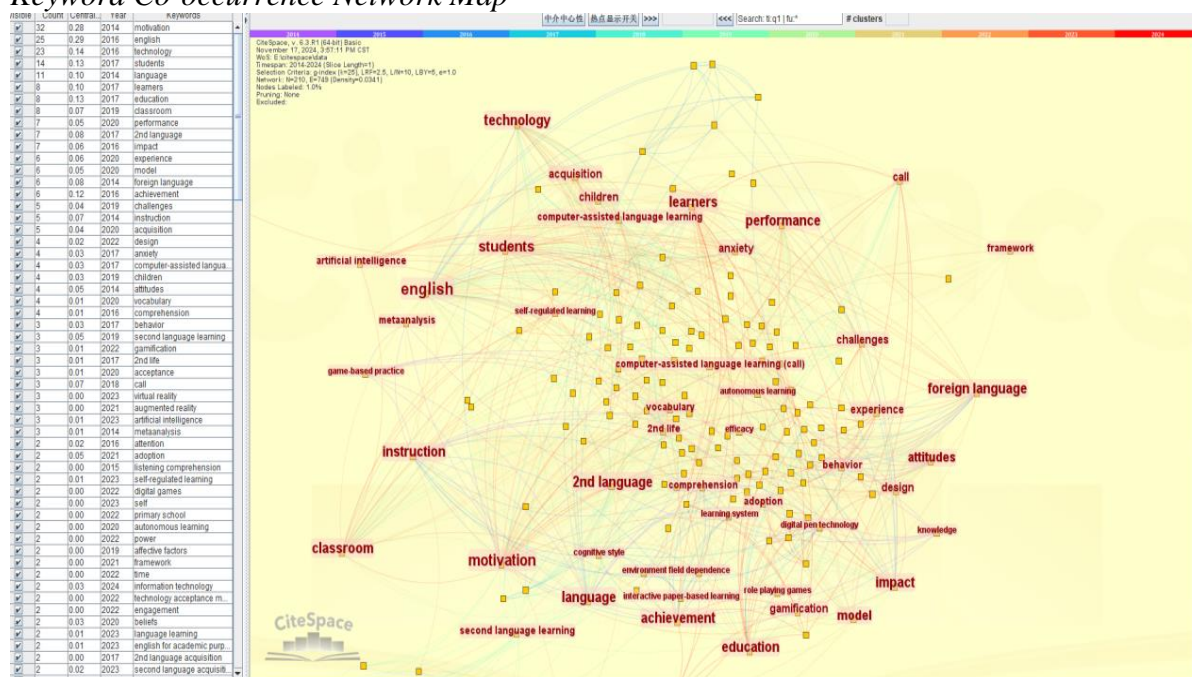 Keyword Co-occurrence Network Map
Visible Count Central... Year Keywords
32 0.28 2014 motivation
25 0.29 2016 english
23 0.14 2016 technology
14 0.13 2017 students
11 0.10 2014 language
8 0.10 2017 learners
8 0.13 2017 education
8 0.07 2019 classroom
7 0.05 2020 performance
7 0.08 2017 2nd language
7 0.06 2016 impact
6 0.06 2020 experience
6 0.05 2020 model
6 0.08 2014 foreign language
6 0.12 2016 achievement
5 0.04 2019 challenges
5 0.07 2014 instruction
5 0.04 2020 acquisition
4 0.02 2022 design
4 0.03 2017 anxiety
4 0.03 2017 computer-assisted langua...
4 0.03 2019 children
4 0.05 2014 attitudes
4 0.01 2020 vocabulary
4 0.01 2016 comprehension
3 0.03 2017 behavior
3 0.05 2019 second language learning
3 0.01 2022 gamification
3 0.01 2017 2nd life
3 0.01 2020 acceptance
3 0.07 2018 call
3 0.00 2023 virtual reality
3 0.00 2021 augmented reality
3 0.01 2023 artificial intelligence
3 0.01 2014 metaanalysis
2 0.02 2016 attention
2 0.05 2021 adoption
2 0.00 2015 listening comprehension
2 0.01 2023 self-regulated learning
2 0.00 2022 digital games
2 0.00 2023 self
2 0.00 2022 primary school
2 0.00 2020 autonomous learning
2 0.00 2022 power
2 0.00 2019 affective factors
2 0.00 2021 framework
2 0.00 2022 time
2 0.03 2024 information technology
2 0.00 2022 technology acceptance m...
2 0.00 2022 engagement
2 0.03 2020 beliefs
2 0.01 2023 language learning
2 0.01 2023 english for academic purp...
2 0.00 2017 2nd language acquisition
2 0.02 2023 second language acquisiti...
中介中心性 热点显示开关 >>> <<< Search: ti:q1 | fu:* # clusters
2014 2015 2016 2017 2018 2019 2020 2021 2022 2023 2024
CiteSpace, v. 6.3.R1 (64-bit) Basic
November 17, 2024, 3:57:11 PM CST
WoS: E:\citespace\data
Timespan: 2014-2024 (Slice Length=1)
Selection Criteria: g-index (k=25), LRF=2.5, L/N=10, LBY=5, e=1.0
Network: N=210, E=749 (Density=0.0341)
Nodes Labeled: 1.0%
Pruning: None
Excluded:
technology
acquisition
call
children
learners
computer-assisted language learning
performance
students
anxiety
framework
artificial intelligence
english
self-regulated learning
metaanalysis
challenges
computer-assisted language learning (call)
game-based practice
autonomous learning
foreign language
vocabulary
experience
2nd life
efficacy
instruction
attitudes
behavior
2nd language
comprehension
design
adoption
learning system
digital pen technology
knowledge
classroom
cognitive style
motivation
environment field dependence
impact
role playing games
language
interactive paper-based learning
gamification
achievement
model
CiteSpace
second language learning
education